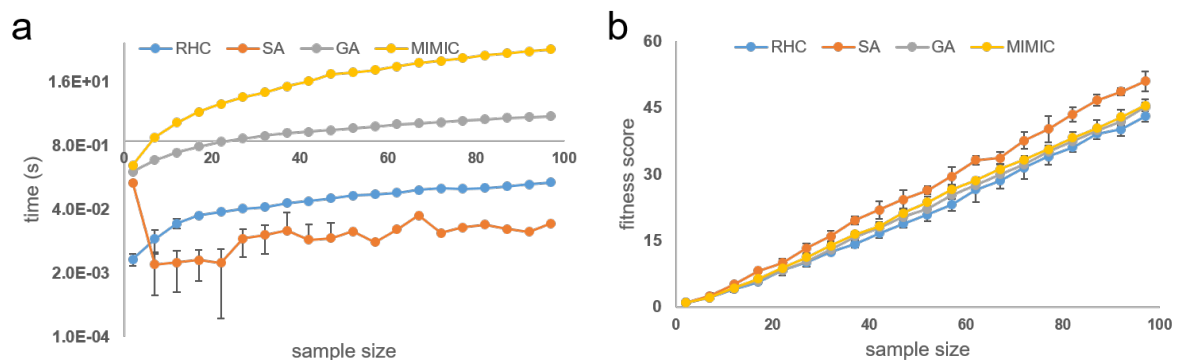 a
RHC SA GA MIMIC
time (s)
1.6E+01
8.0E-01
4.0E-02
2.0E-03
1.0E-04
0 20 40 60 80 100
sample size
b
RHC SA GA MIMIC
fitness score
60
45
30
15
0
0 20 40 60 80 100
sample size